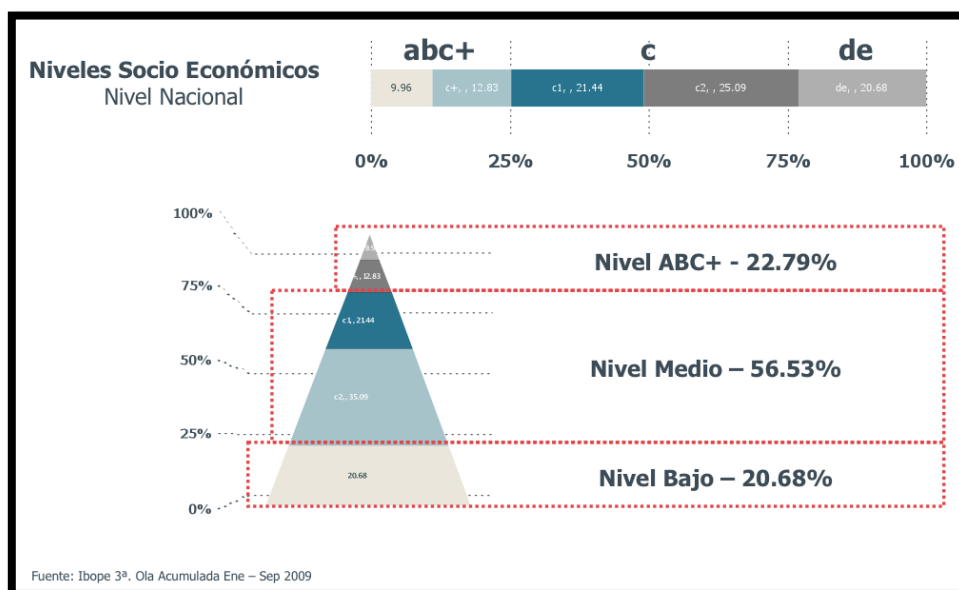 Niveles Socio Económicos
Nivel Nacional
abc+ c de
9.96 c+, , 12.83 c1, , 21.44 c2, , 25.09 de, , 20.68
0% 25% 50% 75% 100%
100%
75%
50%
25%
0%
, 12.83
c1, , 21.44
c2, , 35.09
20.68
Nivel ABC+ - 22.79%
Nivel Medio – 56.53%
Nivel Bajo – 20.68%
Fuente: Ibope 3ª. Ola Acumulada Ene – Sep 2009